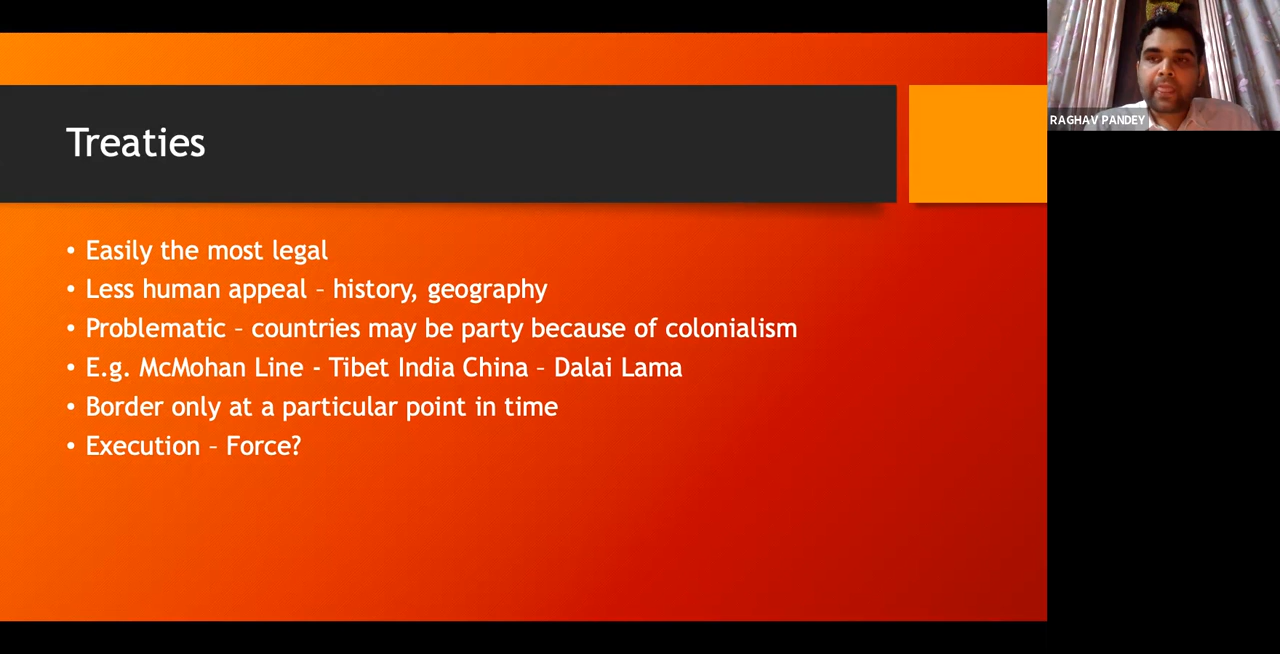 Treaties
• Easily the most legal
• Less human appeal – history, geography
• Problematic – countries may be party because of colonialism
• E.g. McMohan Line - Tibet India China – Dalai Lama
• Border only at a particular point in time
• Execution – Force?
RAGHAV PANDEY